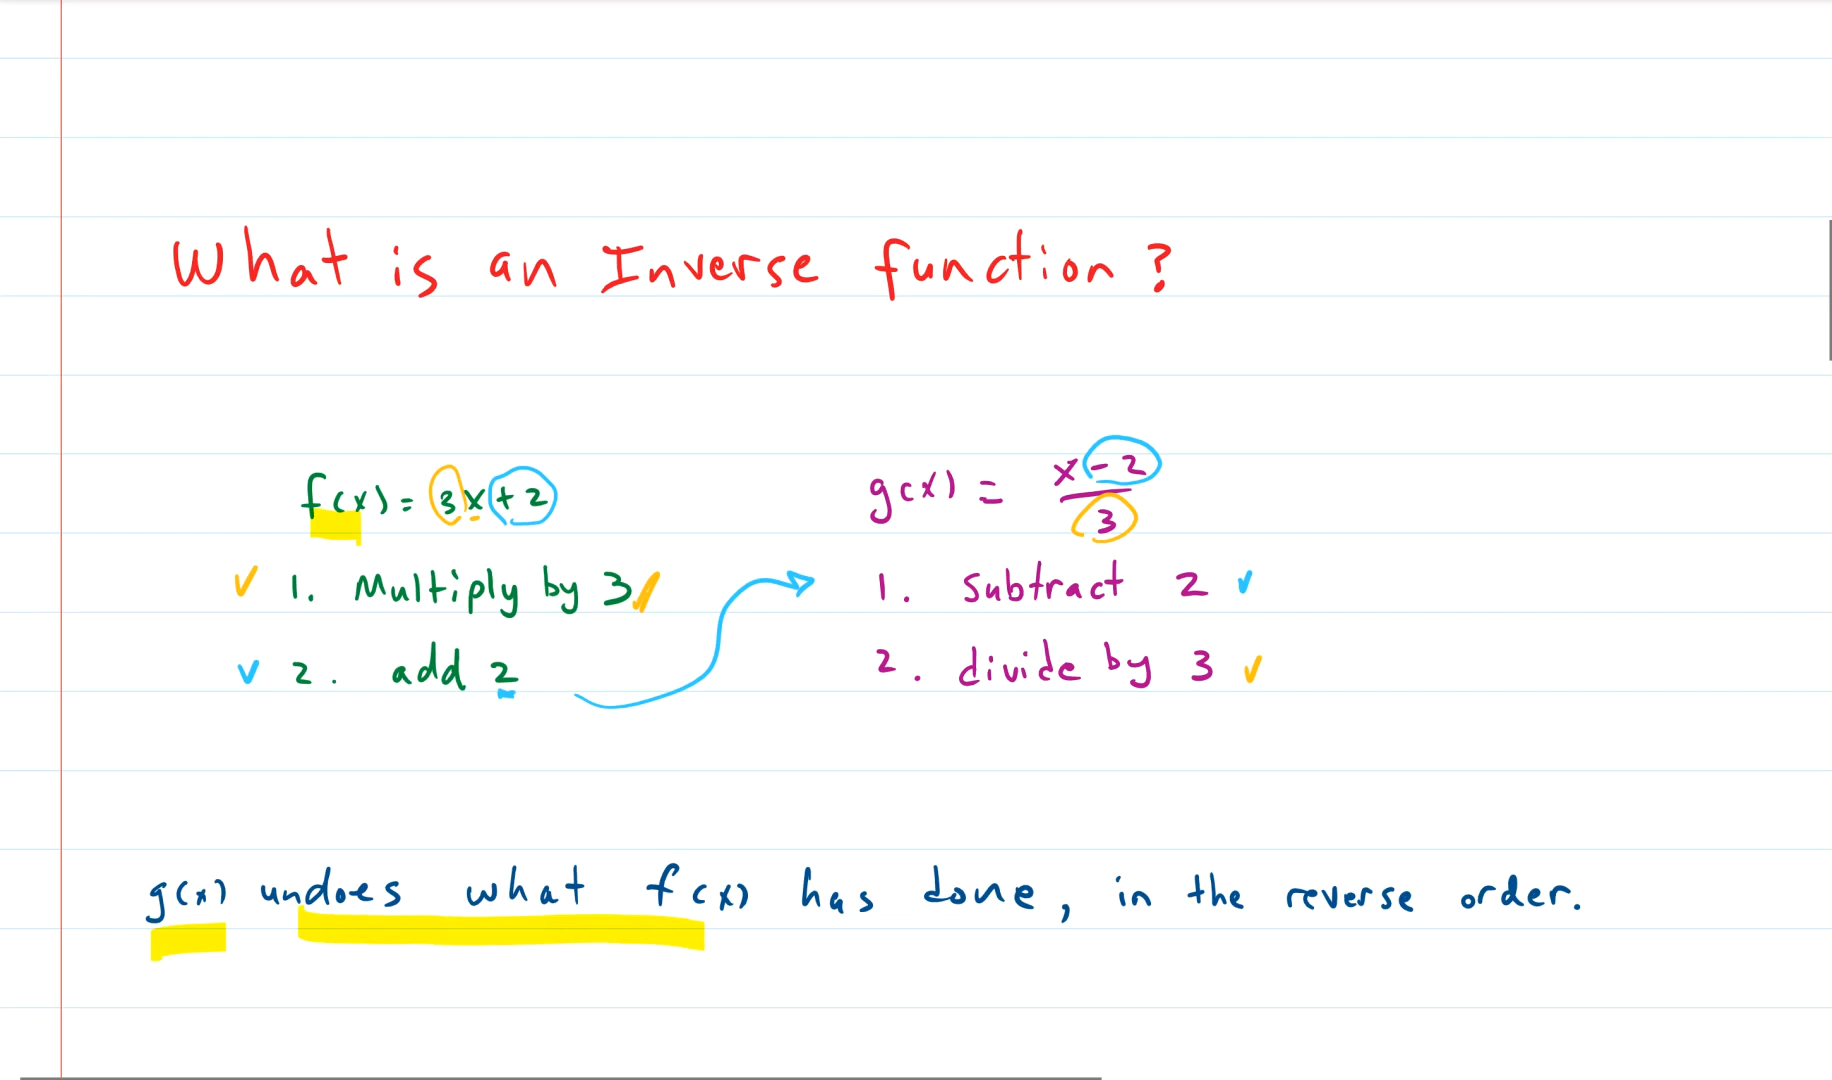 What is an Inverse function?
f(x) = 3x + 2
1. Multiply by 3
2. add 2
g(x) = x - 2 / 3
1. Subtract 2
2. divide by 3
g(x) undoes what f(x) has done, in the reverse order.